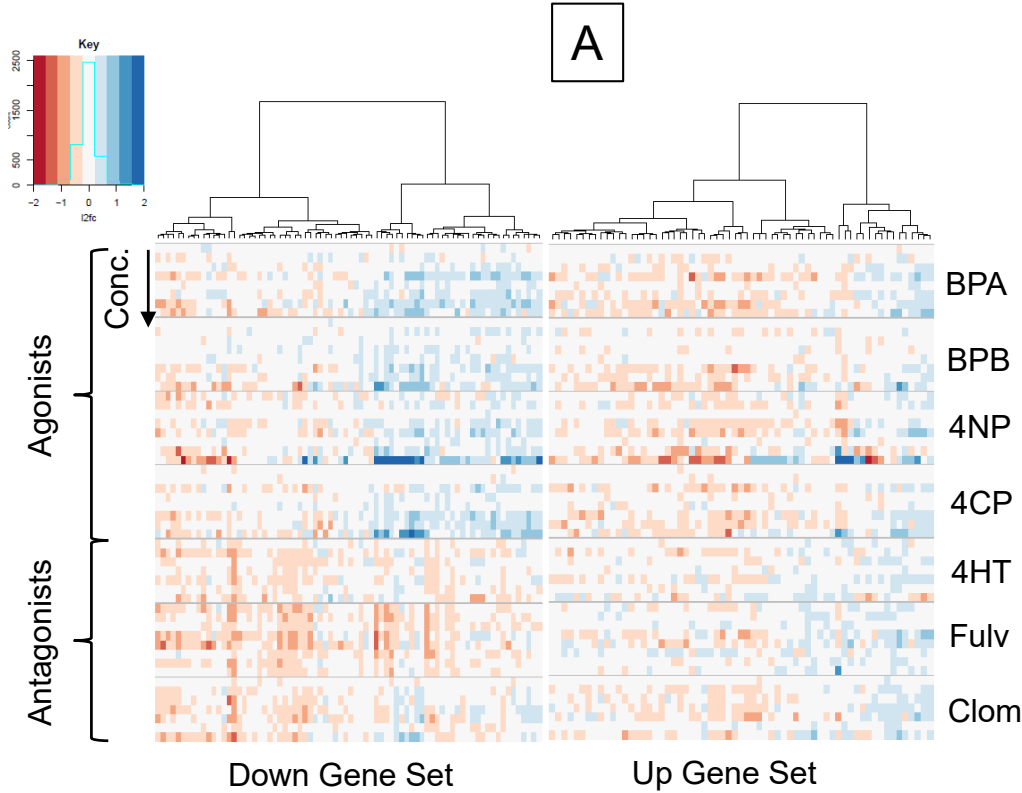 A
Key
2500
1500
500
0
-2 -1 0 1 2
l2fc
Conc.
Agonists
Antagonists
BPA
BPB
4NP
4CP
4HT
Fulv
Clom
Down Gene Set
Up Gene Set